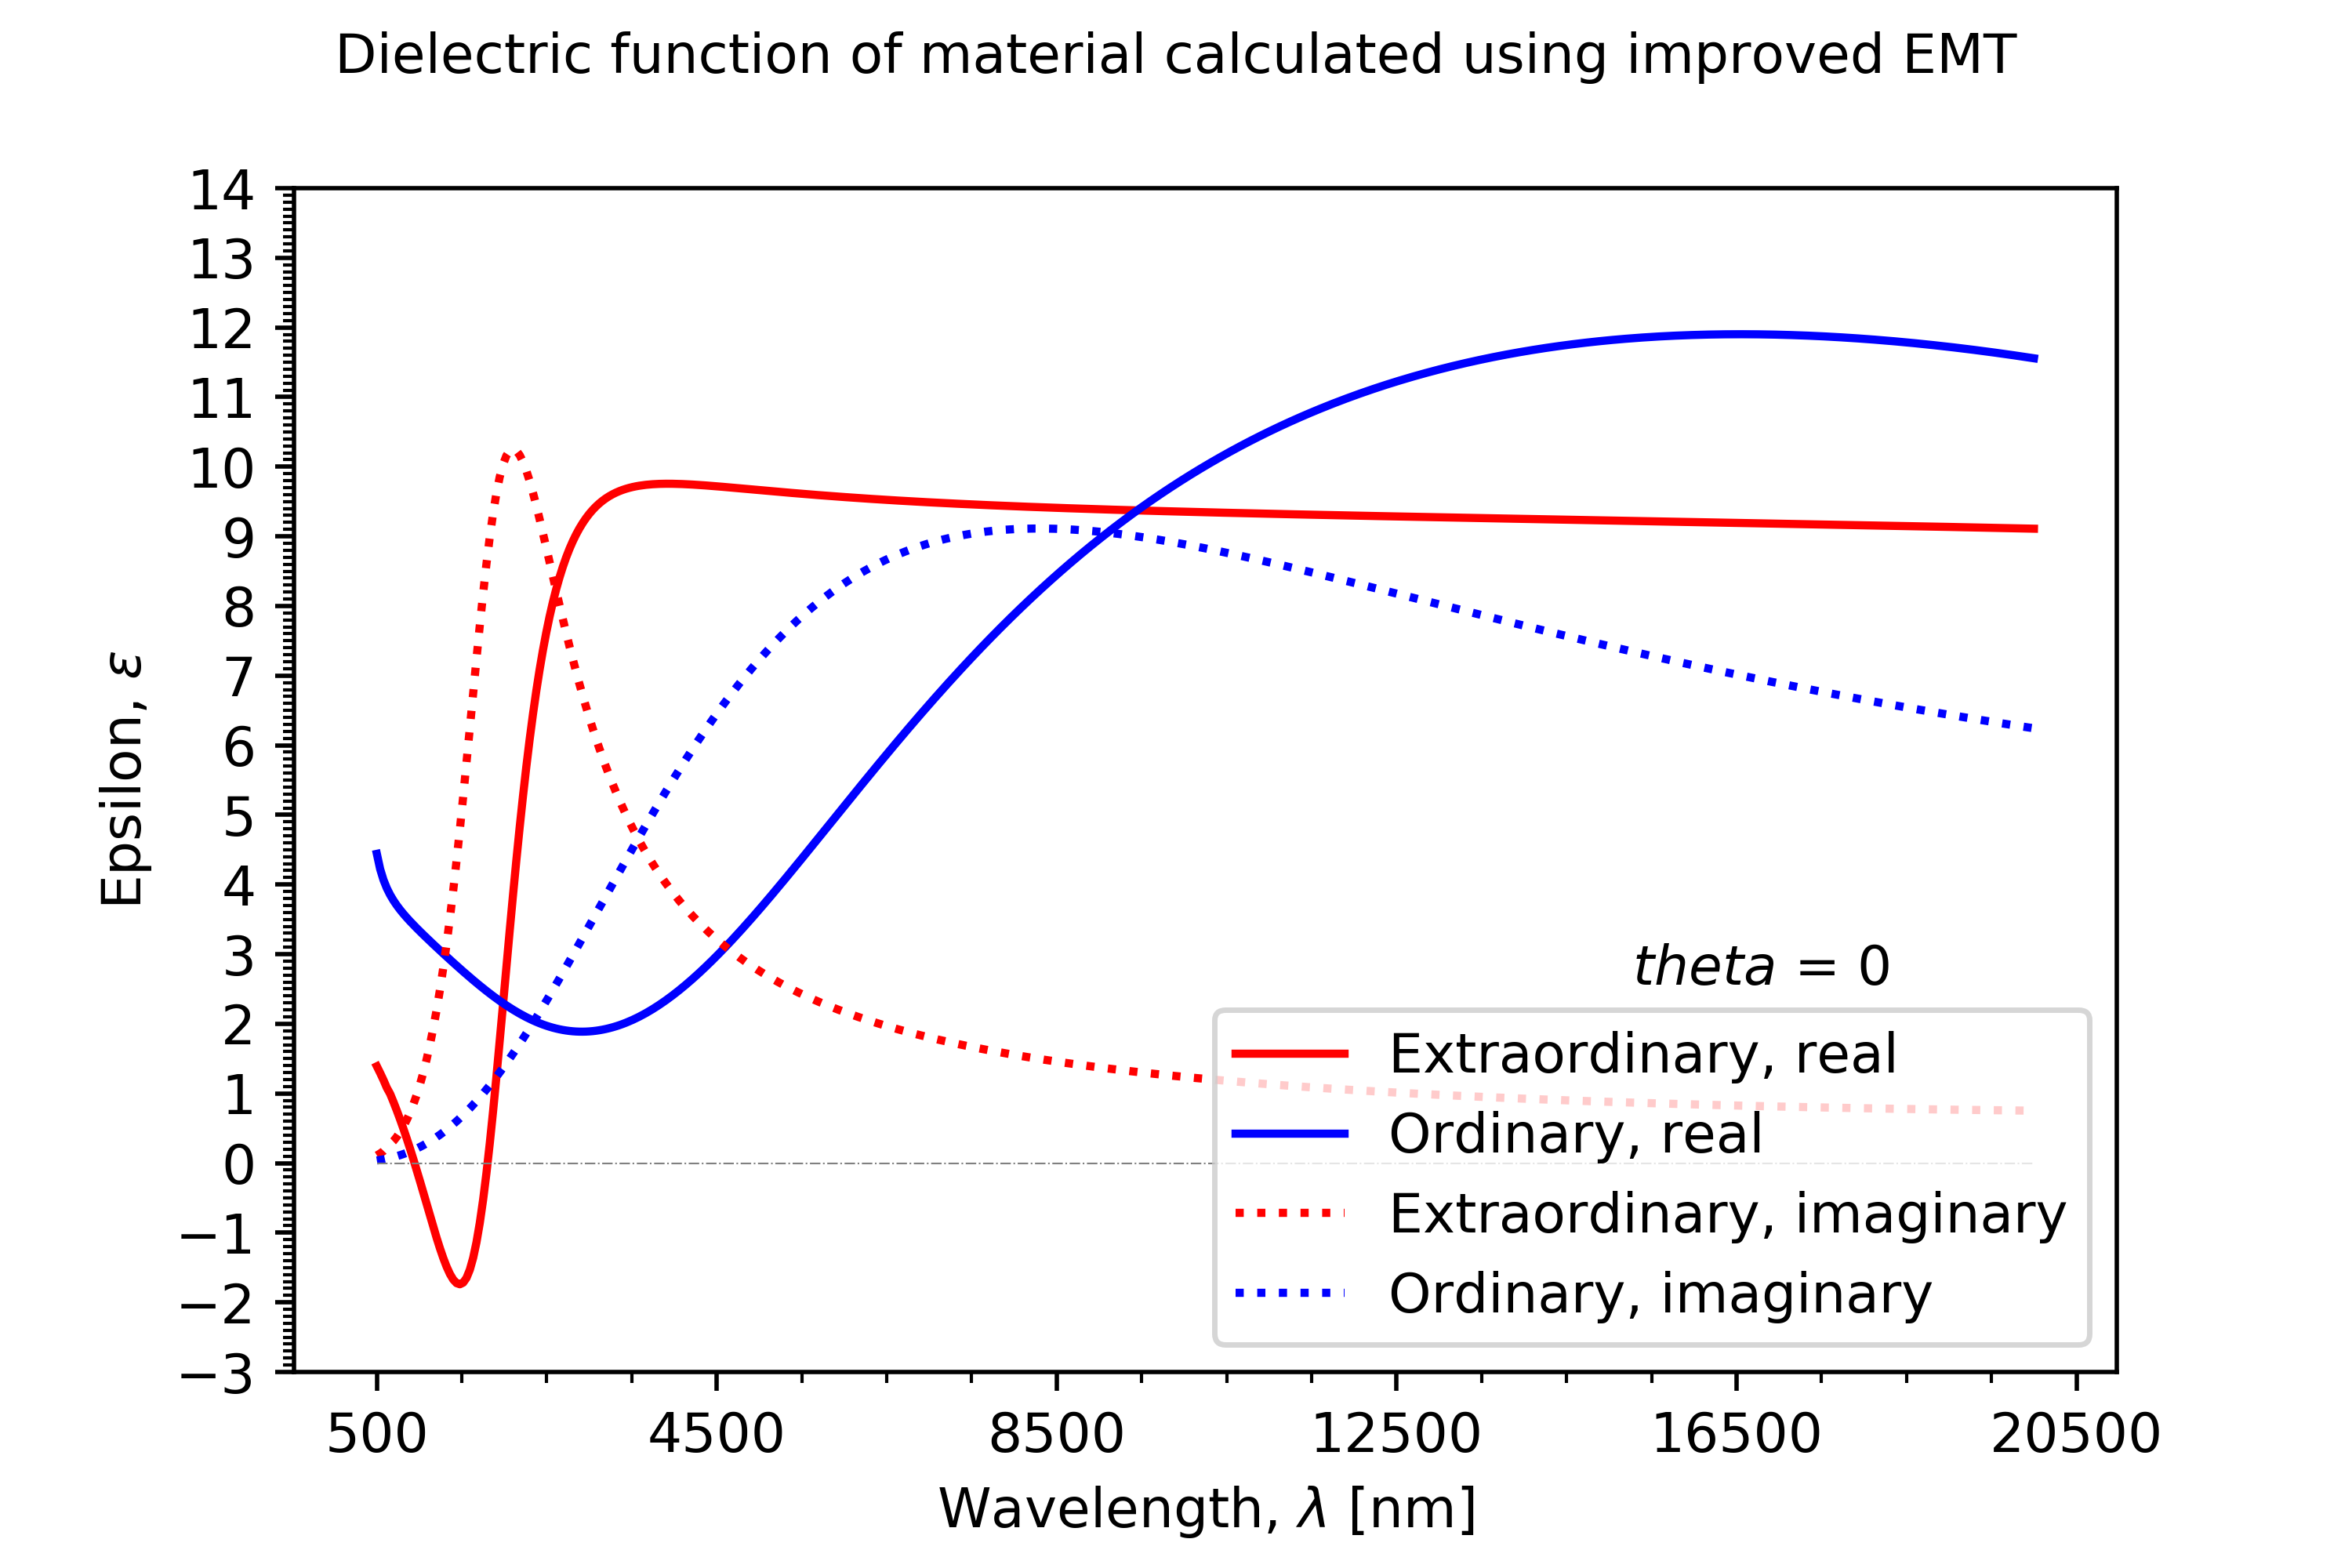 Dielectric function of material calculated using improved EMT
14
13
12
11
10
9
8
7
6
5
4
3
2
1
0
−1
−2
−3
Epsilon, ε
theta = 0
Extraordinary, real
Ordinary, real
Extraordinary, imaginary
Ordinary, imaginary
500 4500 8500 12500 16500 20500
Wavelength, λ [nm]